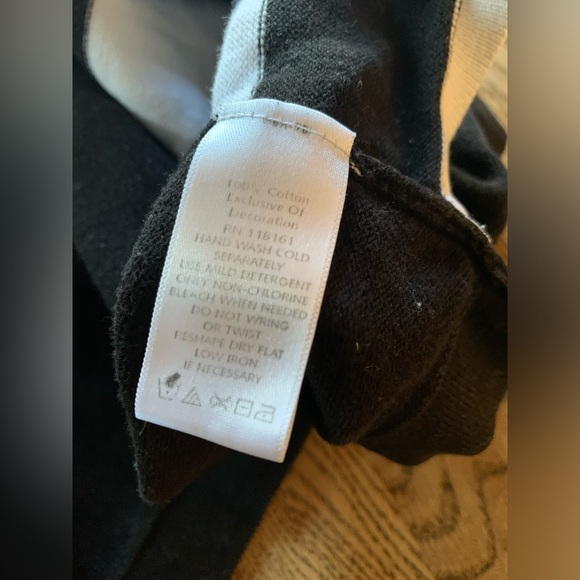 100% Cotton
Exclusive Of
Decoration
RN 118161
HAND WASH COLD
SEPARATELY
USE MILD DETERGENT
ONLY NON-CHLORINE
BLEACH WHEN NEEDED
DO NOT WRING
OR TWIST
RESHAPE DRY FLAT
LOW IRON
IF NECESSARY